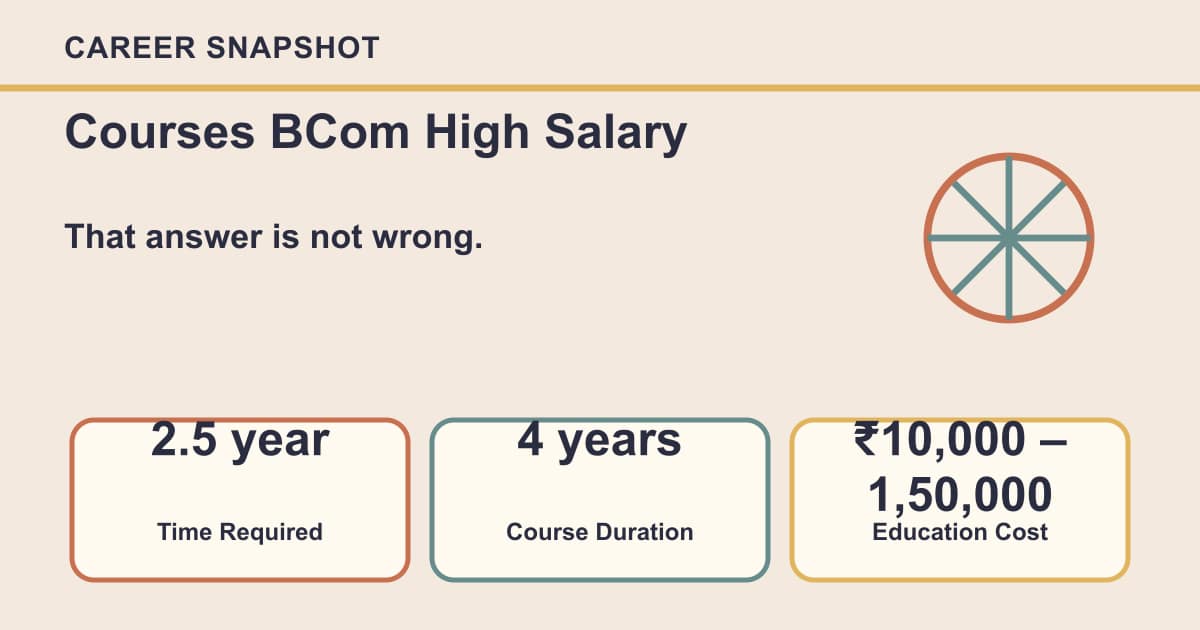 CAREER SNAPSHOT
Courses BCom High Salary
That answer is not wrong.
2.5 year
Time Required
4 years
Course Duration
₹10,000 –
1,50,000
Education Cost